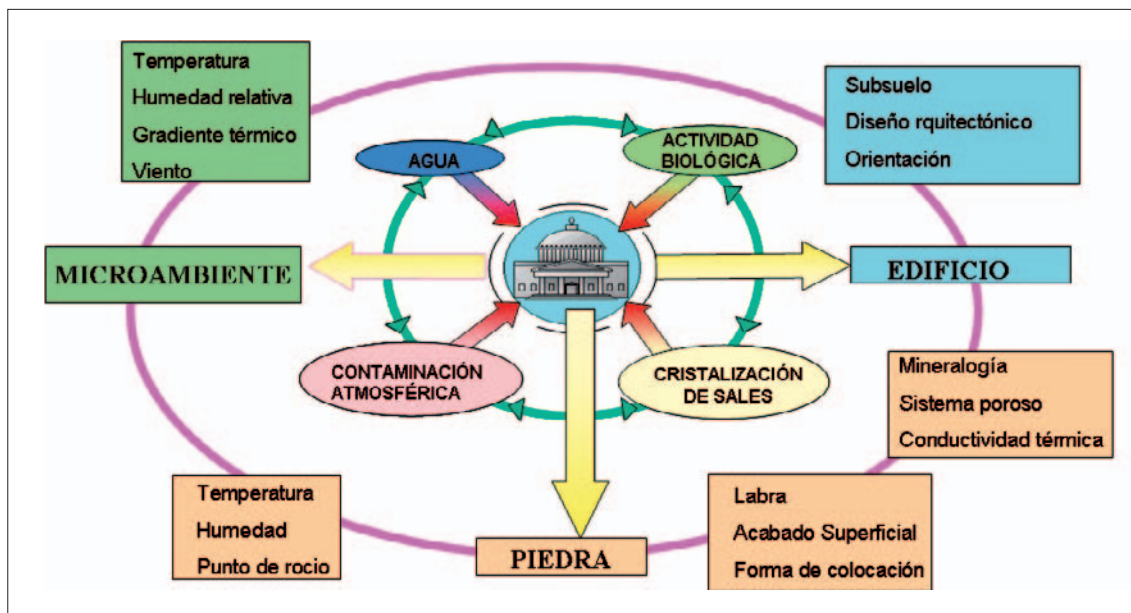 Temperatura
Humedad relativa
Gradiente térmico
Viento
Subsuelo
Diseño rquitectónico
Orientación
AGUA
ACTIVIDAD
BIOLÓGICA
MICROAMBIENTE
EDIFICIO
CONTAMINACIÓN
ATMOSFÉRICA
CRISTALIZACIÓN
DE SALES
Mineralogía
Sistema poroso
Conductividad térmica
Temperatura
Humedad
Punto de rocio
PIEDRA
Labra
Acabado Superficial
Forma de colocación